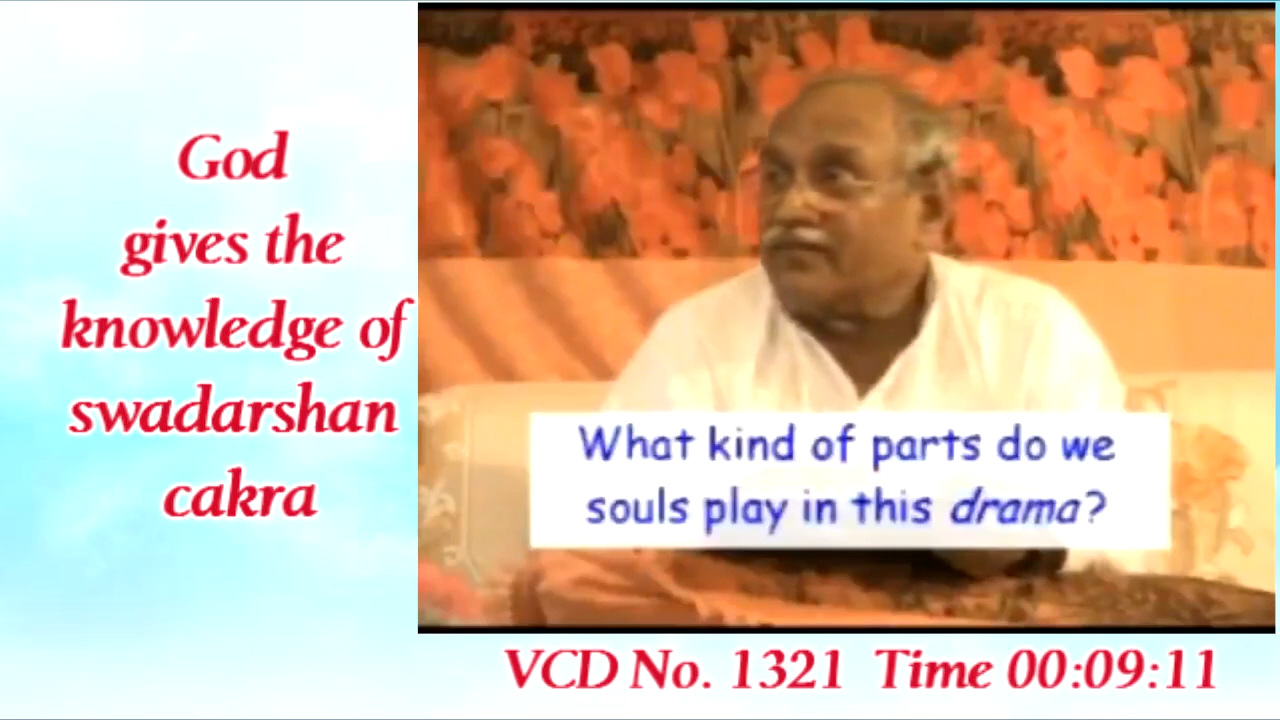 God
gives the
knowledge of
swadarshan
cakra
What kind of parts do we
souls play in this drama?
VCD No. 1321 Time 00:09:11